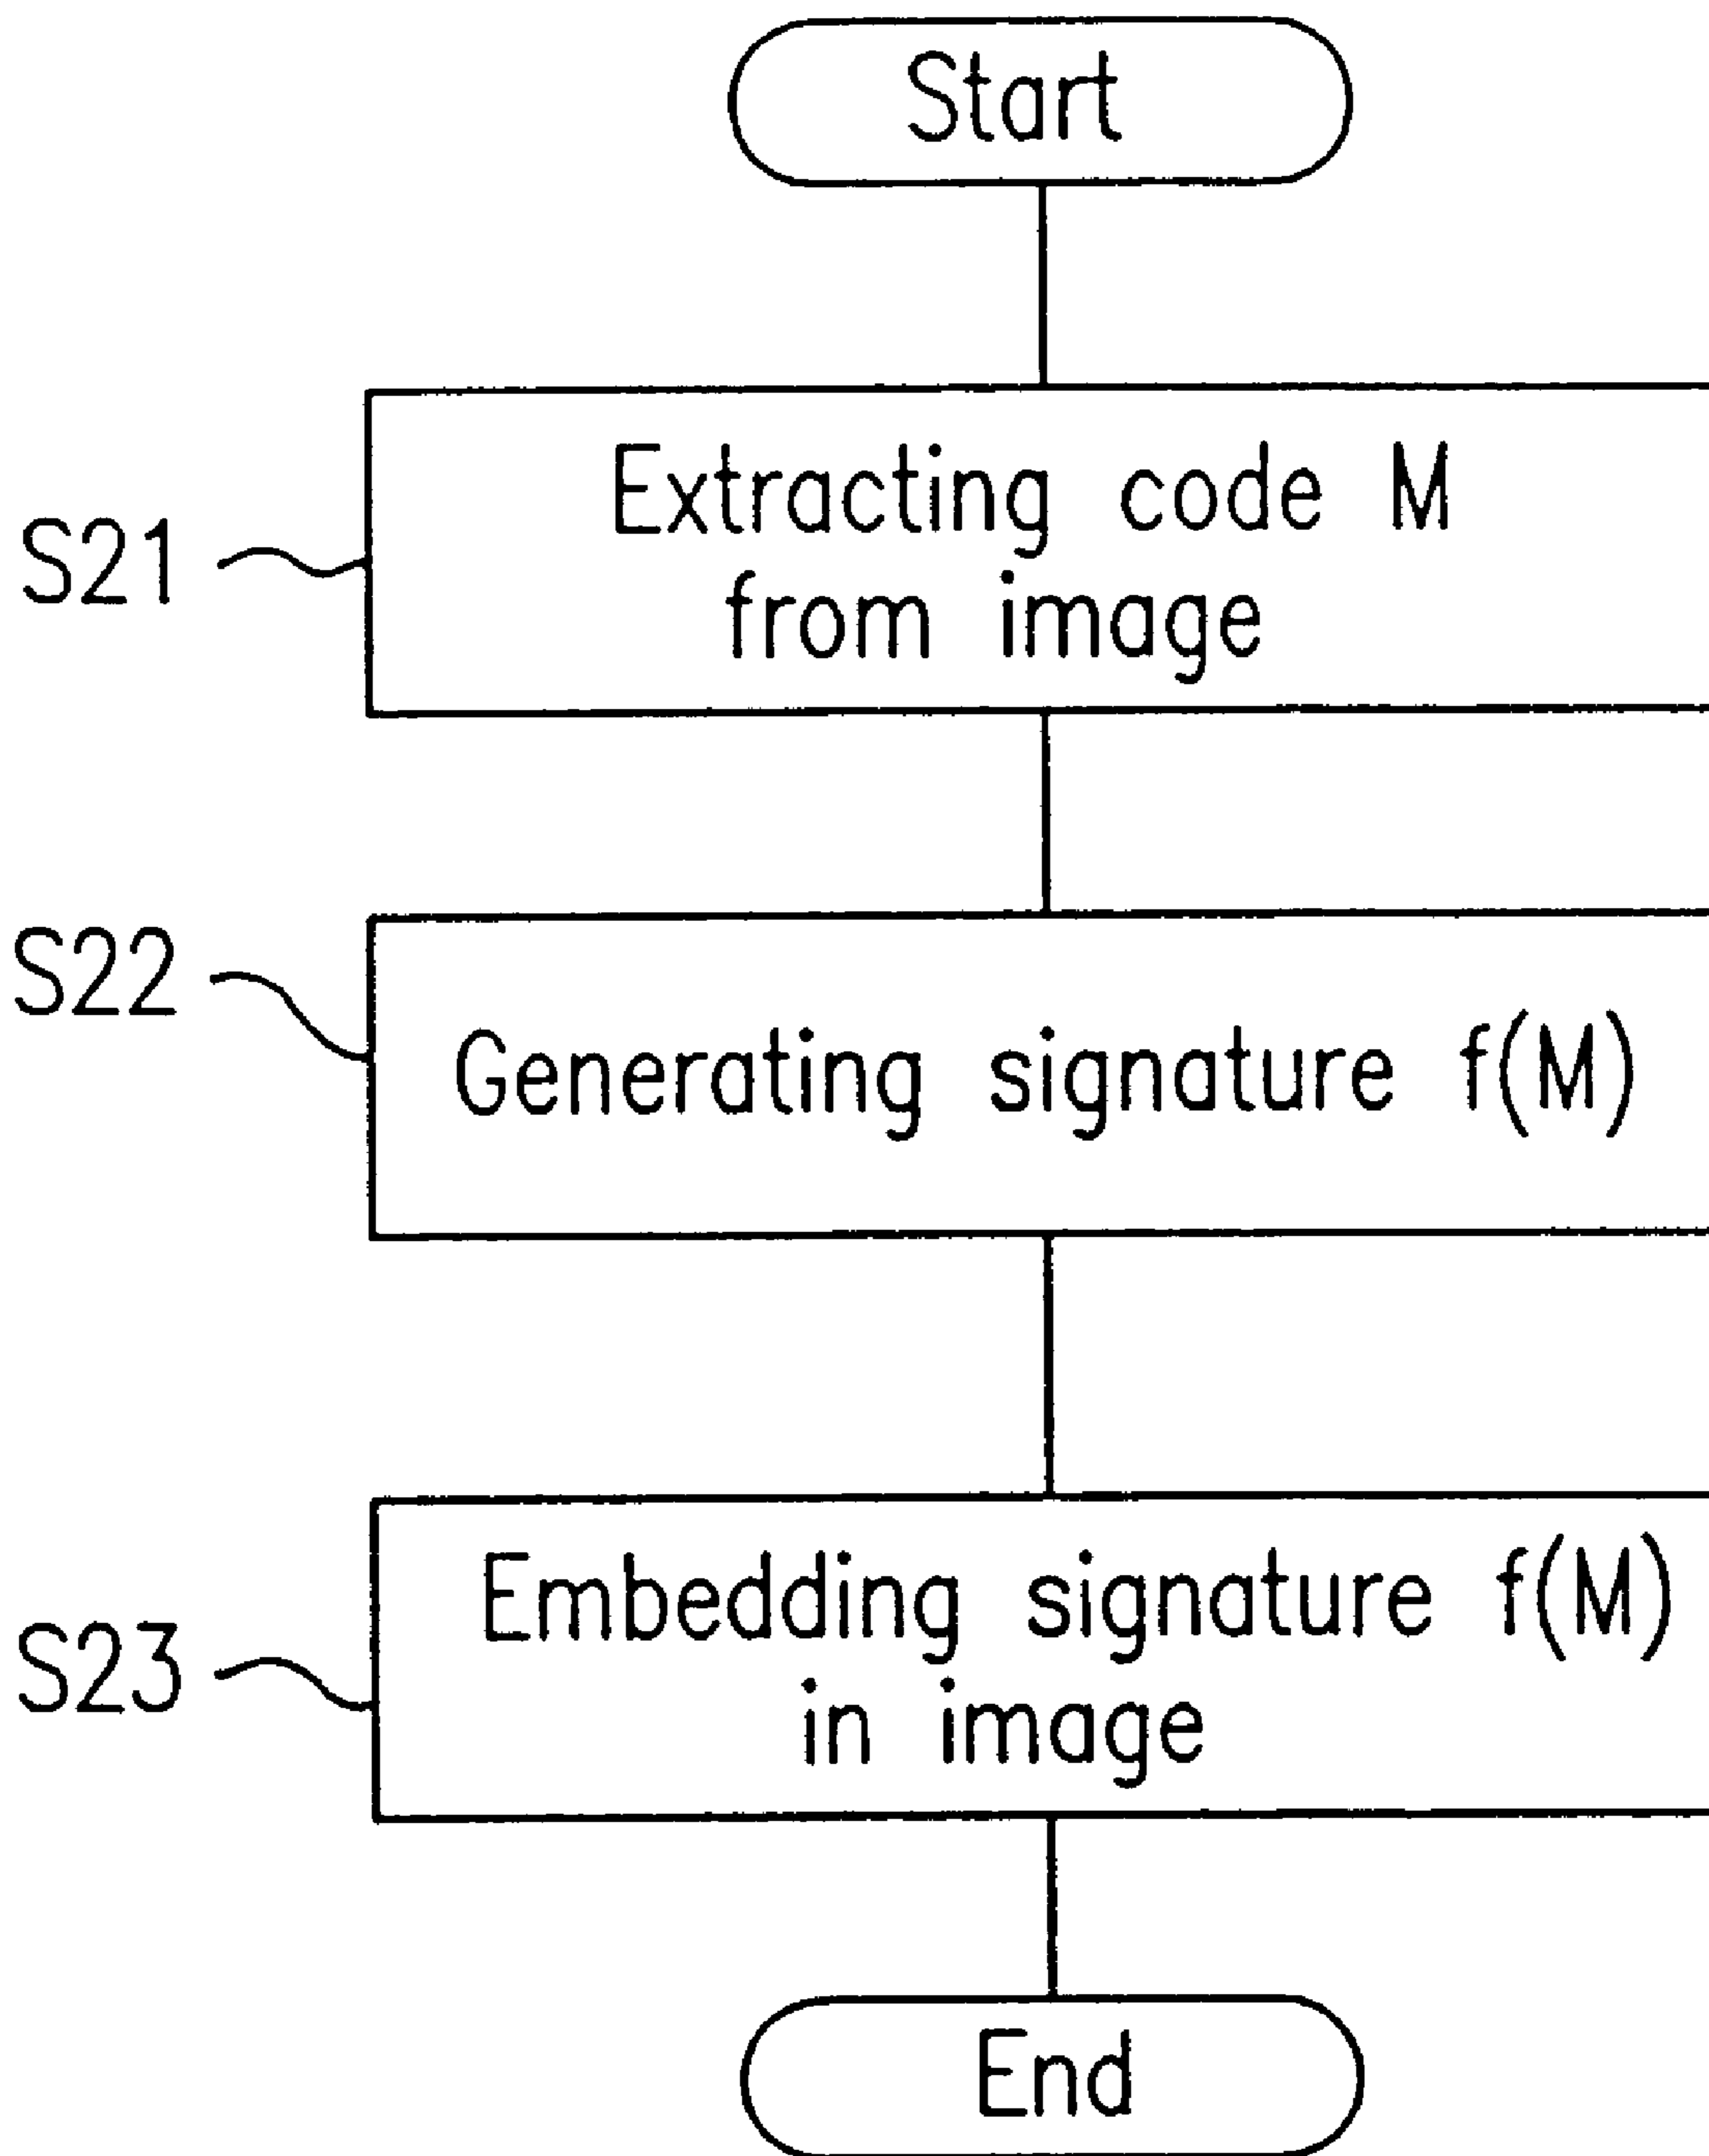 Start
S21
Extracting code M
from image
S22
Generating signature f(M)
S23
Embedding signature f(M)
in image
End